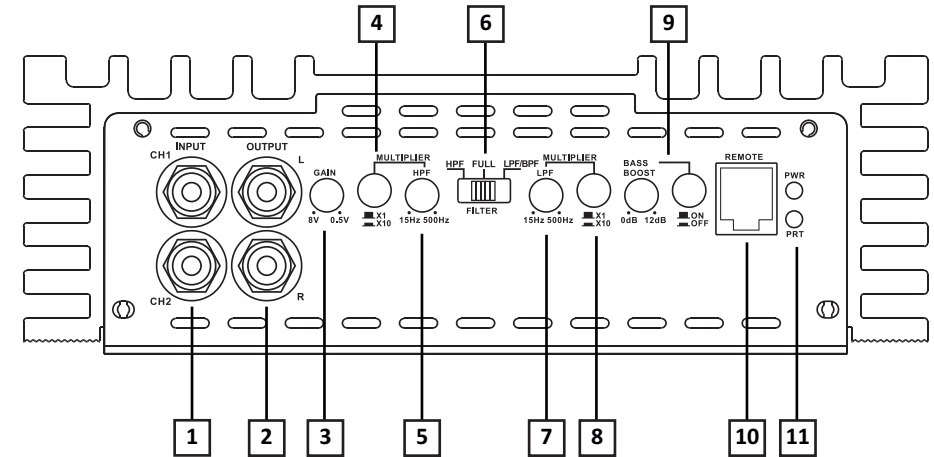 4
6
9
INPUT
OUTPUT
CH1
L
CH2
R
GAIN
8V 0.5V
MULTIPLIER
HPF
X1
X10
15Hz 500Hz
HPF FULL LPF/BPF
FILTER
MULTIPLIER
LPF
15Hz 500Hz
X1
X10
BASS
BOOST
0dB 12dB
ON
OFF
REMOTE
PWR
PRT
1
2
3
5
7
8
10
11